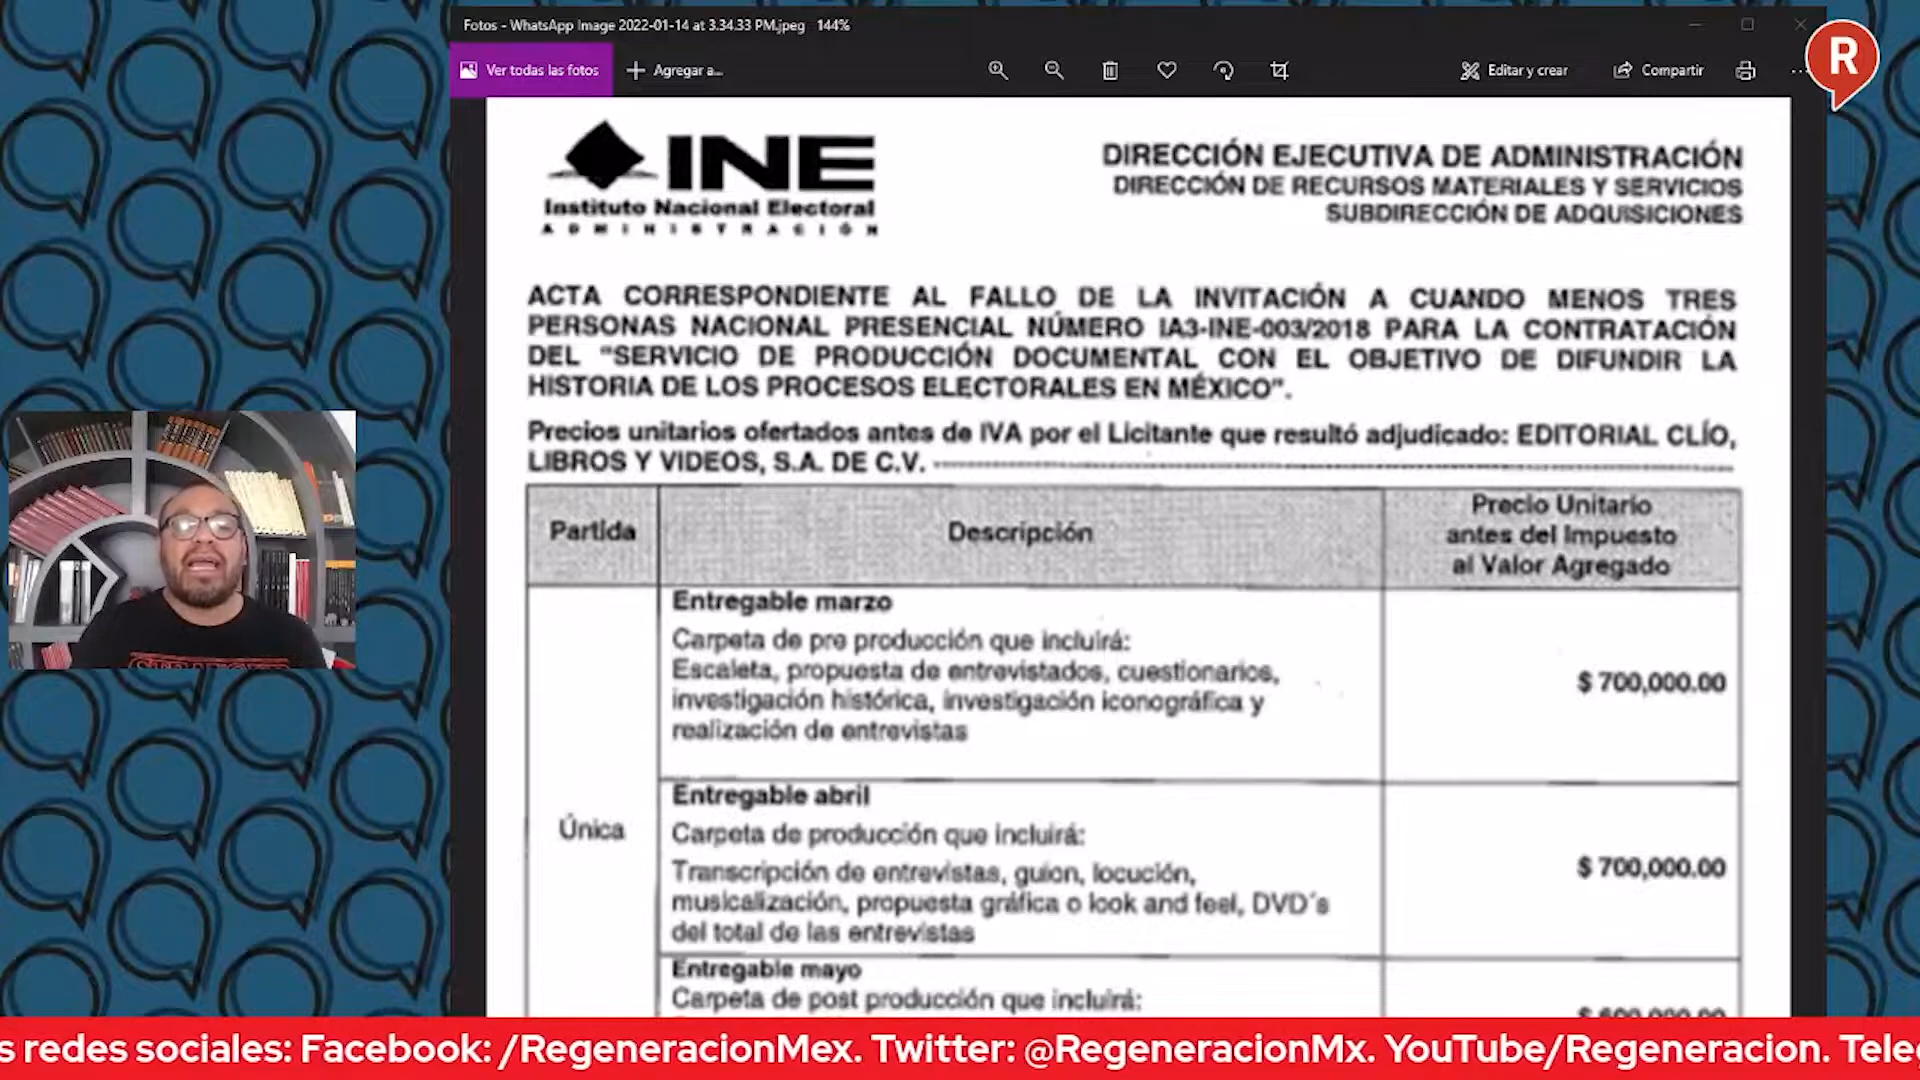 Fotos - WhatsApp Image 2022-01-14 at 3.34.33 PM.jpeg 144%
Ver todas las fotos
Agregar a...
Editar y crear
Compartir
R
INE
Instituto Nacional Electoral
ADMINISTRACIÓN
DIRECCIÓN EJECUTIVA DE ADMINISTRACIÓN
DIRECCIÓN DE RECURSOS MATERIALES Y SERVICIOS
SUBDIRECCIÓN DE ADQUISICIONES
ACTA CORRESPONDIENTE AL FALLO DE LA INVITACIÓN A CUANDO MENOS TRES
PERSONAS NACIONAL PRESENCIAL NÚMERO IA3-INE-003/2018 PARA LA CONTRATACIÓN
DEL "SERVICIO DE PRODUCCIÓN DOCUMENTAL CON EL OBJETIVO DE DIFUNDIR LA
HISTORIA DE LOS PROCESOS ELECTORALES EN MÉXICO".
Precios unitarios ofertados antes de IVA por el Licitante que resultó adjudicado: EDITORIAL CLÍO,
LIBROS Y VIDEOS, S.A. DE C.V.
Partida
Descripción
Precio Unitario
antes del Impuesto
al Valor Agregado
Única
Entregable marzo
Carpeta de pre producción que incluirá:
Escaleta, propuesta de entrevistados, cuestionarios,
investigación histórica, investigación iconográfica y
realización de entrevistas
$ 700,000.00
Entregable abril
Carpeta de producción que incluirá:
Transcripción de entrevistas, guion, locución,
musicalización, propuesta gráfica o look and feel, DVD´s
del total de las entrevistas
$ 700,000.00
Entregable mayo
Carpeta de post producción que incluirá:
s redes sociales: Facebook: /RegeneracionMex. Twitter: @RegeneracionMx. YouTube/Regeneracion. Teleg